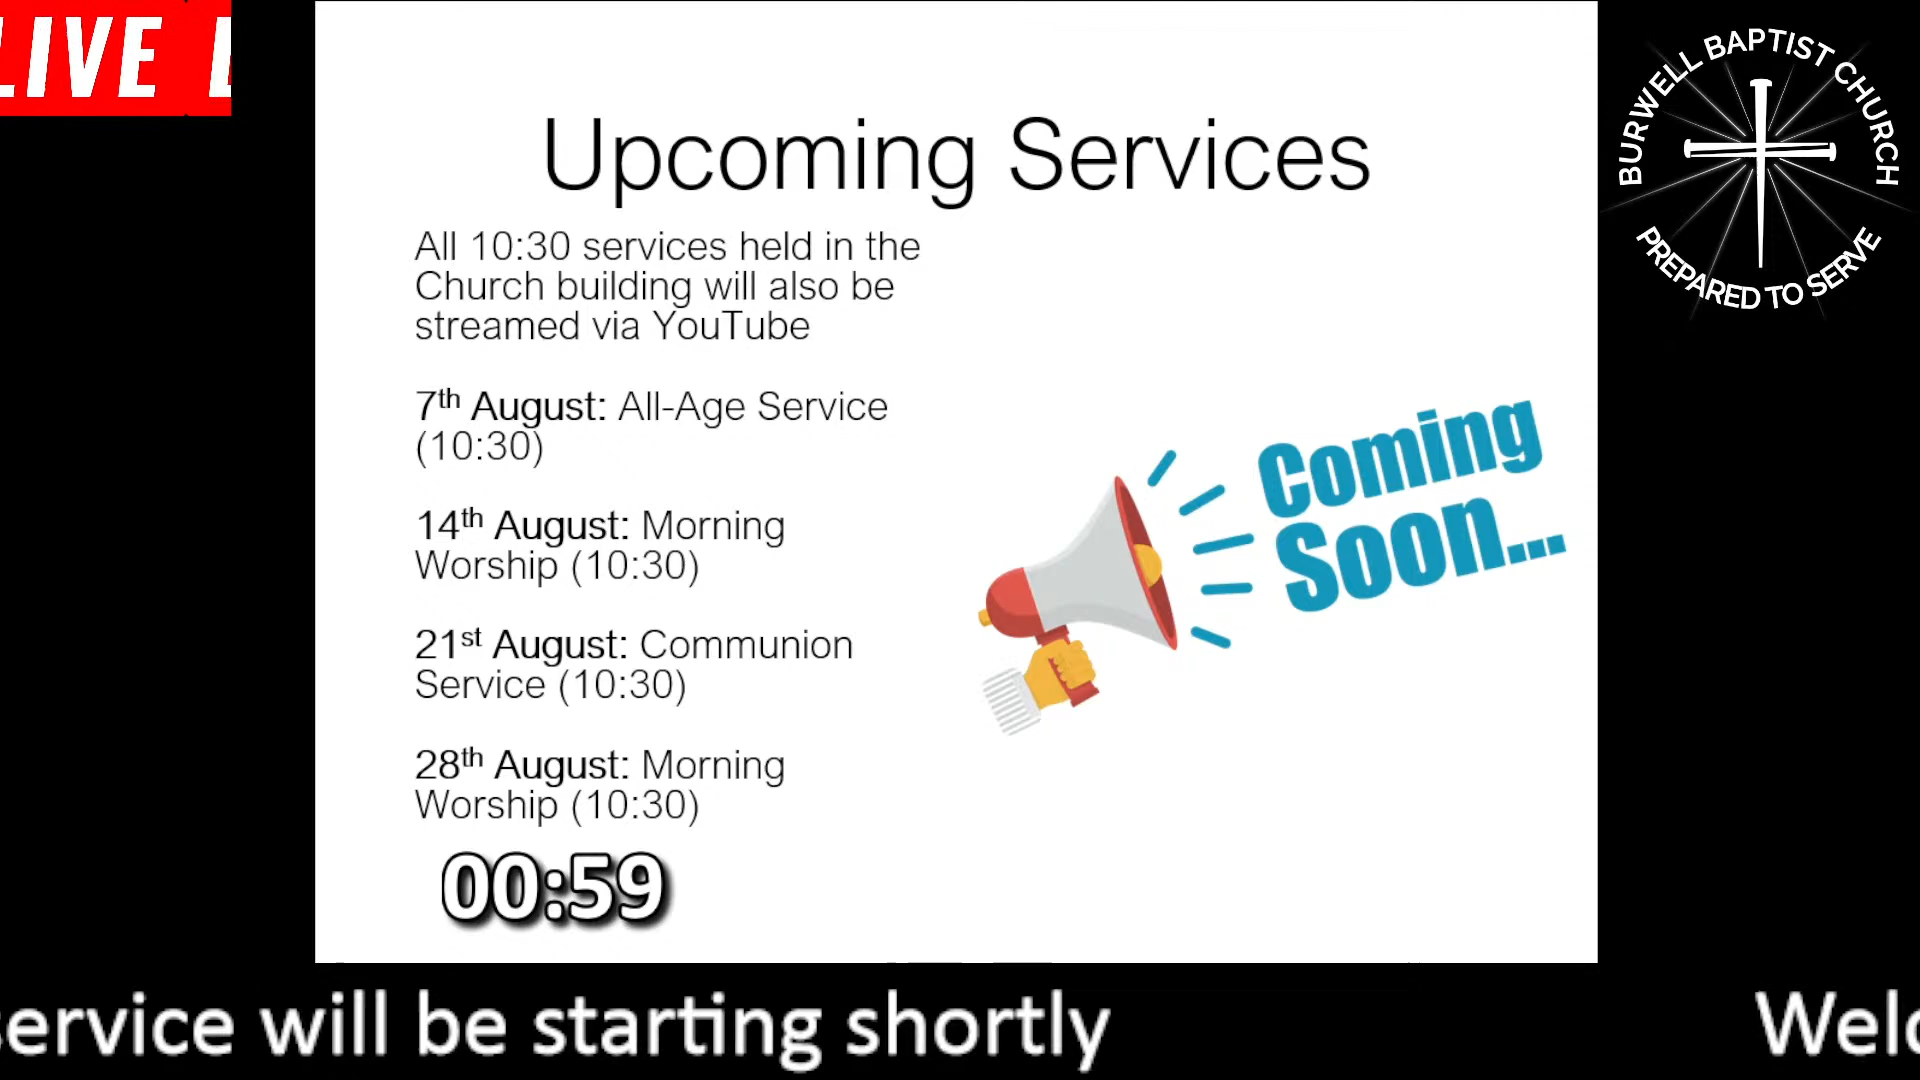 LIVE
BURWELL BAPTIST CHURCH
PREPARED TO SERVE
Upcoming Services
All 10:30 services held in the
Church building will also be
streamed via YouTube
7th August: All-Age Service
(10:30)
14th August: Morning
Worship (10:30)
21st August: Communion
Service (10:30)
28th August: Morning
Worship (10:30)
Coming
Soon...
00:59
service will be starting shortly